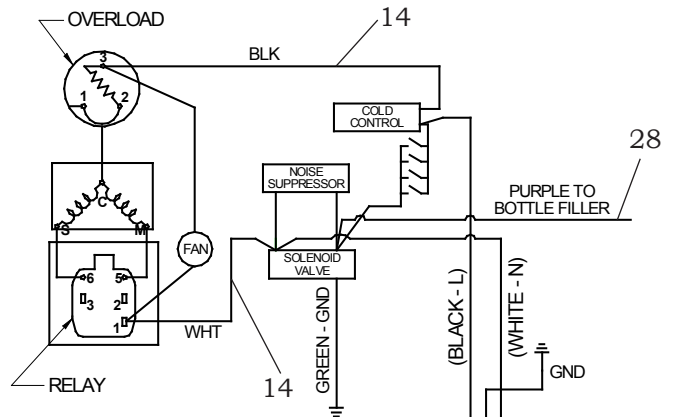 OVERLOAD
14
3
BLK
1
2
COLD
CONTROL
28
NOISE
SUPPRESSOR
PURPLE TO
BOTTLE FILLER
C
S
M
FAN
SOLENOID
VALVE
6
5
3
2
1
WHT
GREEN - GND
(BLACK - L)
(WHITE - N)
GND
RELAY
14